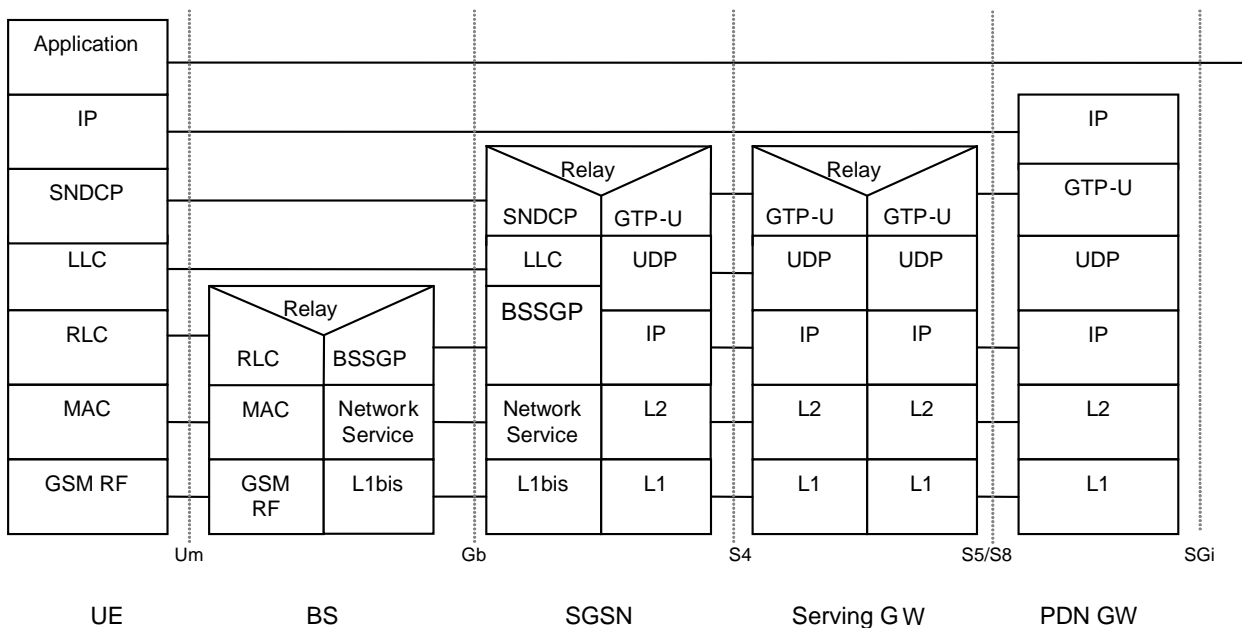 Application
IP
IP
Relay
Relay
SNDCP
GTP-U
SNDCP
GTP-U
GTP-U
GTP-U
LLC
LLC
UDP
UDP
UDP
UDP
Relay
BSSGP
RLC
IP
IP
IP
IP
RLC
BSSGP
MAC
MAC
Network
Service
Network
Service
L2
L2
L2
L2
GSM RF
GSM
RF
L1bis
L1bis
L1
L1
L1
L1
Um
Gb
S4
S5/S8
SGi
UE
BS
SGSN
Serving GW
PDN GW